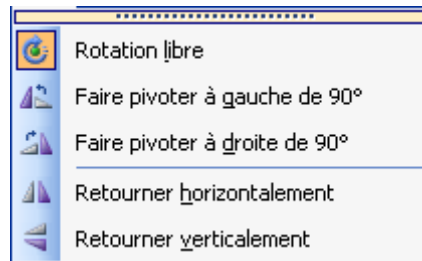 Rotation libre
Faire pivoter à gauche de 90°
Faire pivoter à droite de 90°
Retourner horizontalement
Retourner verticalement